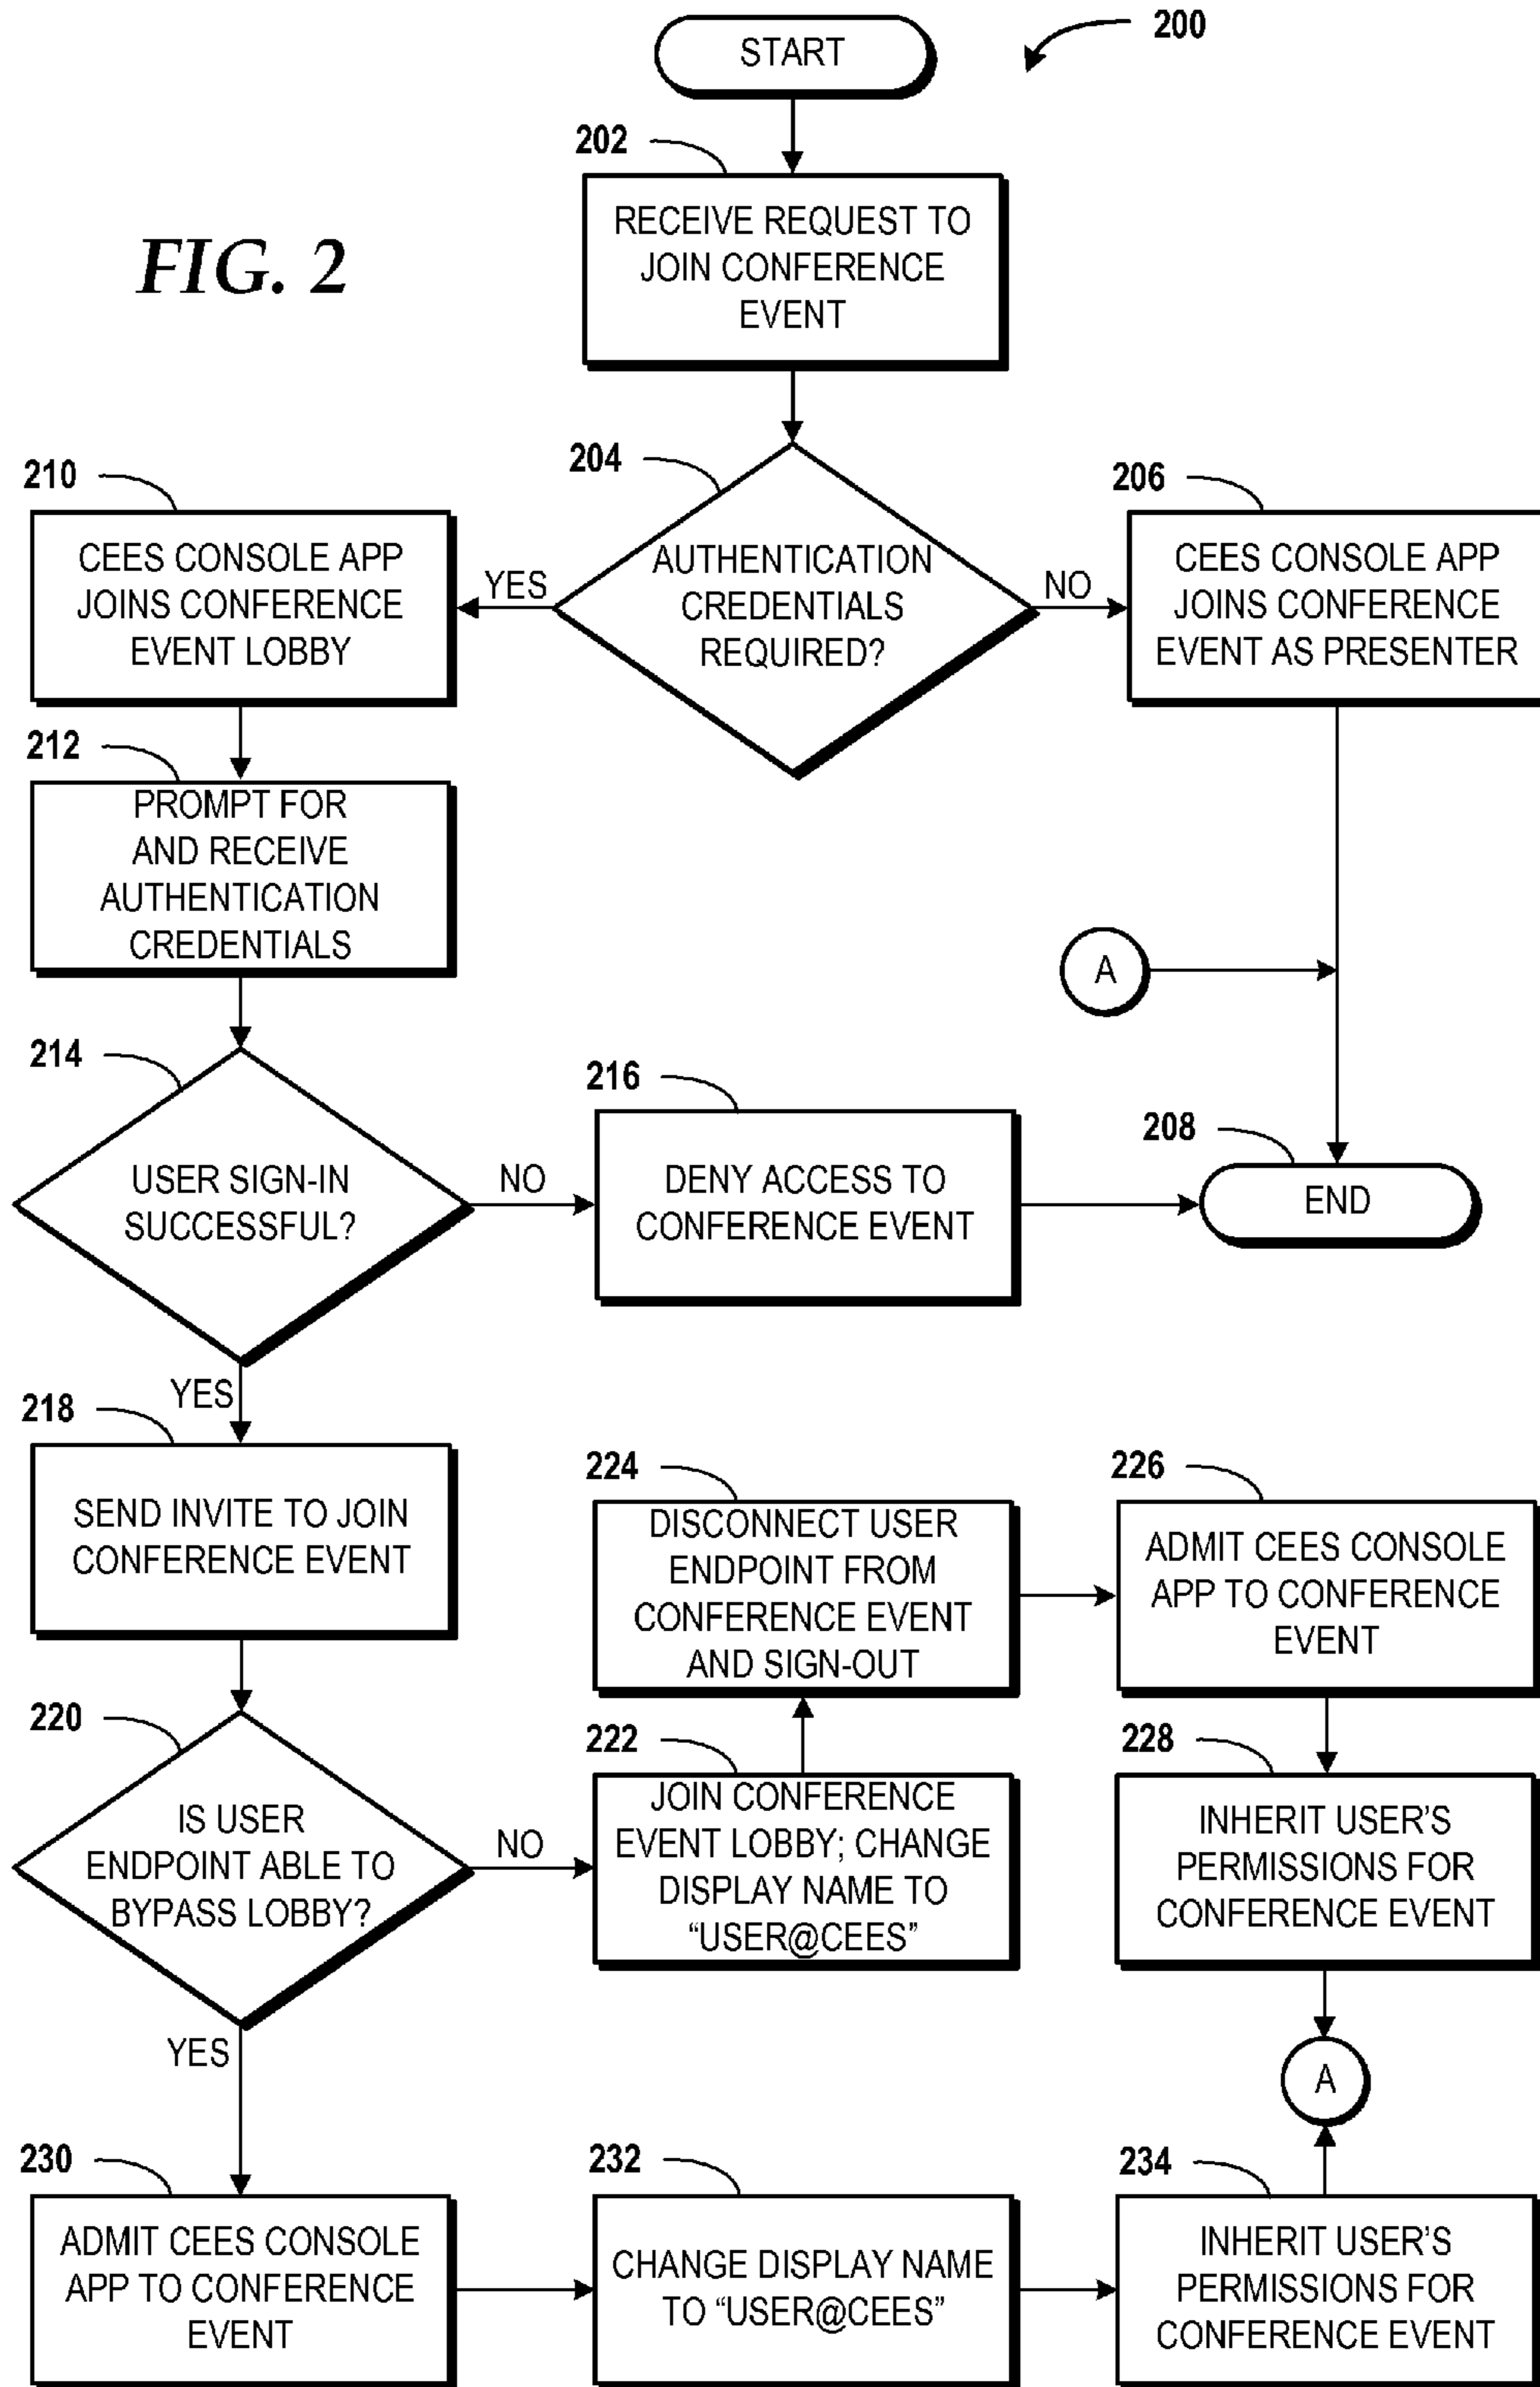 START
200
202
RECEIVE REQUEST TO
JOIN CONFERENCE
EVENT
FIG. 2
204
AUTHENTICATION
CREDENTIALS
REQUIRED?
YES
NO
206
CEES CONSOLE APP
JOINS CONFERENCE
EVENT AS PRESENTER
210
CEES CONSOLE APP
JOINS CONFERENCE
EVENT LOBBY
212
PROMPT FOR
AND RECEIVE
AUTHENTICATION
CREDENTIALS
A
214
USER SIGN-IN
SUCCESSFUL?
NO
216
DENY ACCESS TO
CONFERENCE EVENT
208
END
YES
218
SEND INVITE TO JOIN
CONFERENCE EVENT
224
DISCONNECT USER
ENDPOINT FROM
CONFERENCE EVENT
AND SIGN-OUT
226
ADMIT CEES CONSOLE
APP TO CONFERENCE
EVENT
220
IS USER
ENDPOINT ABLE TO
BYPASS LOBBY?
NO
222
JOIN CONFERENCE
EVENT LOBBY; CHANGE
DISPLAY NAME TO
“USER@CEES”
228
INHERIT USER’S
PERMISSIONS FOR
CONFERENCE EVENT
YES
A
230
ADMIT CEES CONSOLE
APP TO CONFERENCE
EVENT
232
CHANGE DISPLAY NAME
TO “USER@CEES”
234
INHERIT USER’S
PERMISSIONS FOR
CONFERENCE EVENT